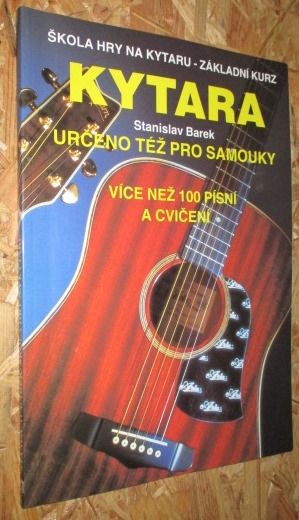 ŠKOLA HRY NA KYTARU - ZÁKLADNÍ KURZ
KYTARA
Stanislav Barek
URČENO TÉŽ PRO SAMOUKY
VÍCE NEŽ 100 PÍSNÍ
A CVIČENÍ